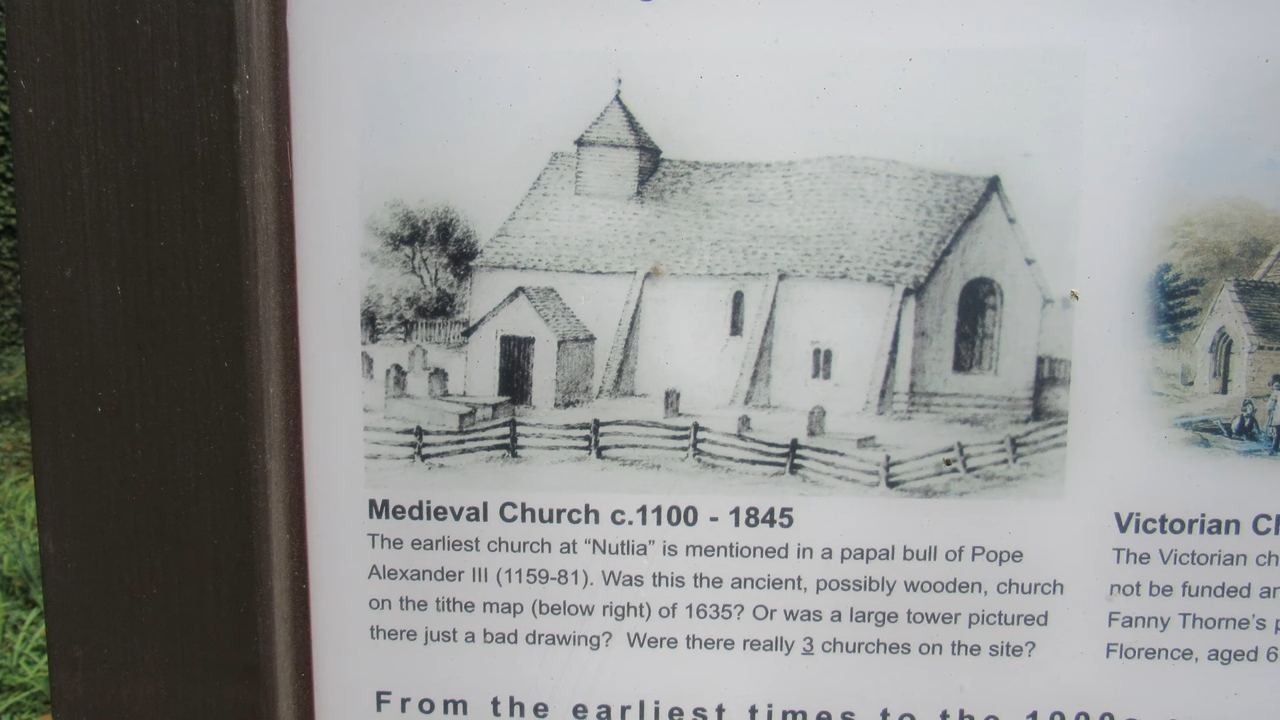 Medieval Church c.1100 - 1845
The earliest church at “Nutlia” is mentioned in a papal bull of Pope
Alexander III (1159-81). Was this the ancient, possibly wooden, church
on the tithe map (below right) of 1635? Or was a large tower pictured
there just a bad drawing?  Were there really 3 churches on the site?
Victorian
The Victorian
not be funded
Fanny Thorne’s
Florence, aged 6
From the earliest times to the